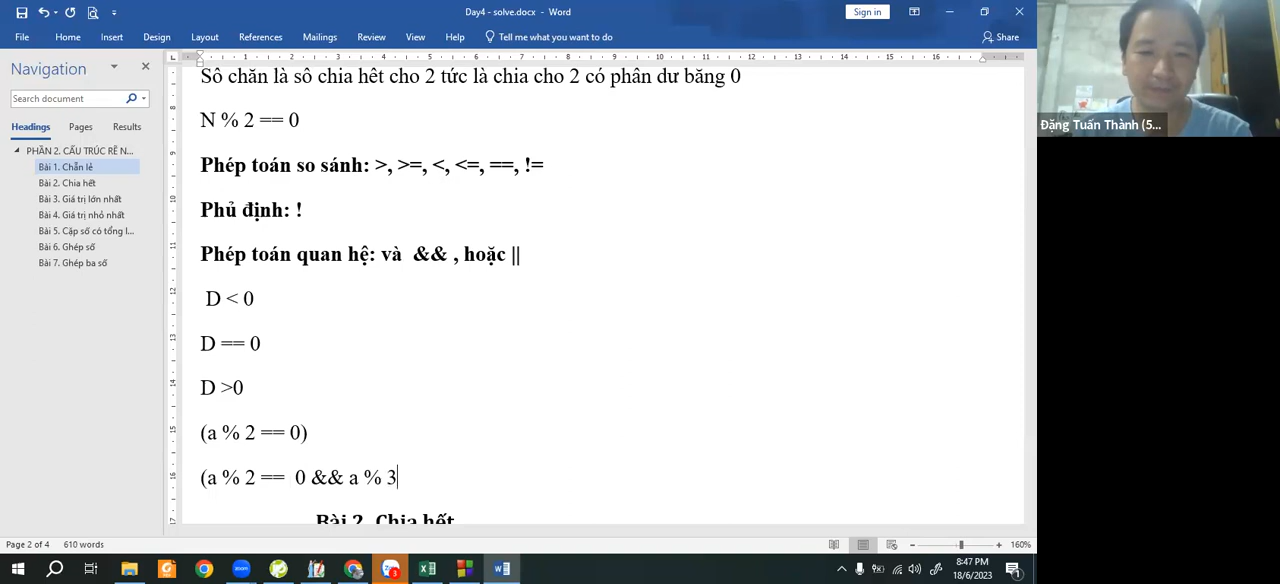 Day4 - solve.docx - Word
Sign in
File Home Insert Design Layout References Mailings Review View Help Tell me what you want to do
Share
Navigation
Search document
Headings Pages Results
PHẦN 2. CẤU TRÚC RẼ N...
Bài 1. Chẵn lẻ
Bài 2. Chia hết
Bài 3. Giá trị lớn nhất
Bài 4. Giá trị nhỏ nhất
Bài 5. Cặp số có tổng l...
Bài 6. Ghép số
Bài 7. Ghép ba số
Số chẵn là số chia hết cho 2 tức là chia cho 2 có phân dư bằng 0
N % 2 == 0
Phép toán so sánh: >, >=, <, <=, ==, !=
Phủ định: !
Phép toán quan hệ: và && , hoặc ||
D < 0
D == 0
D >0
(a % 2 == 0)
(a % 2 == 0 && a % 3
Bài 2. Chia hết
Đặng Tuấn Thành (5...
Page 2 of 4 610 words
160%
zoom
8:47 PM
18/6/2023